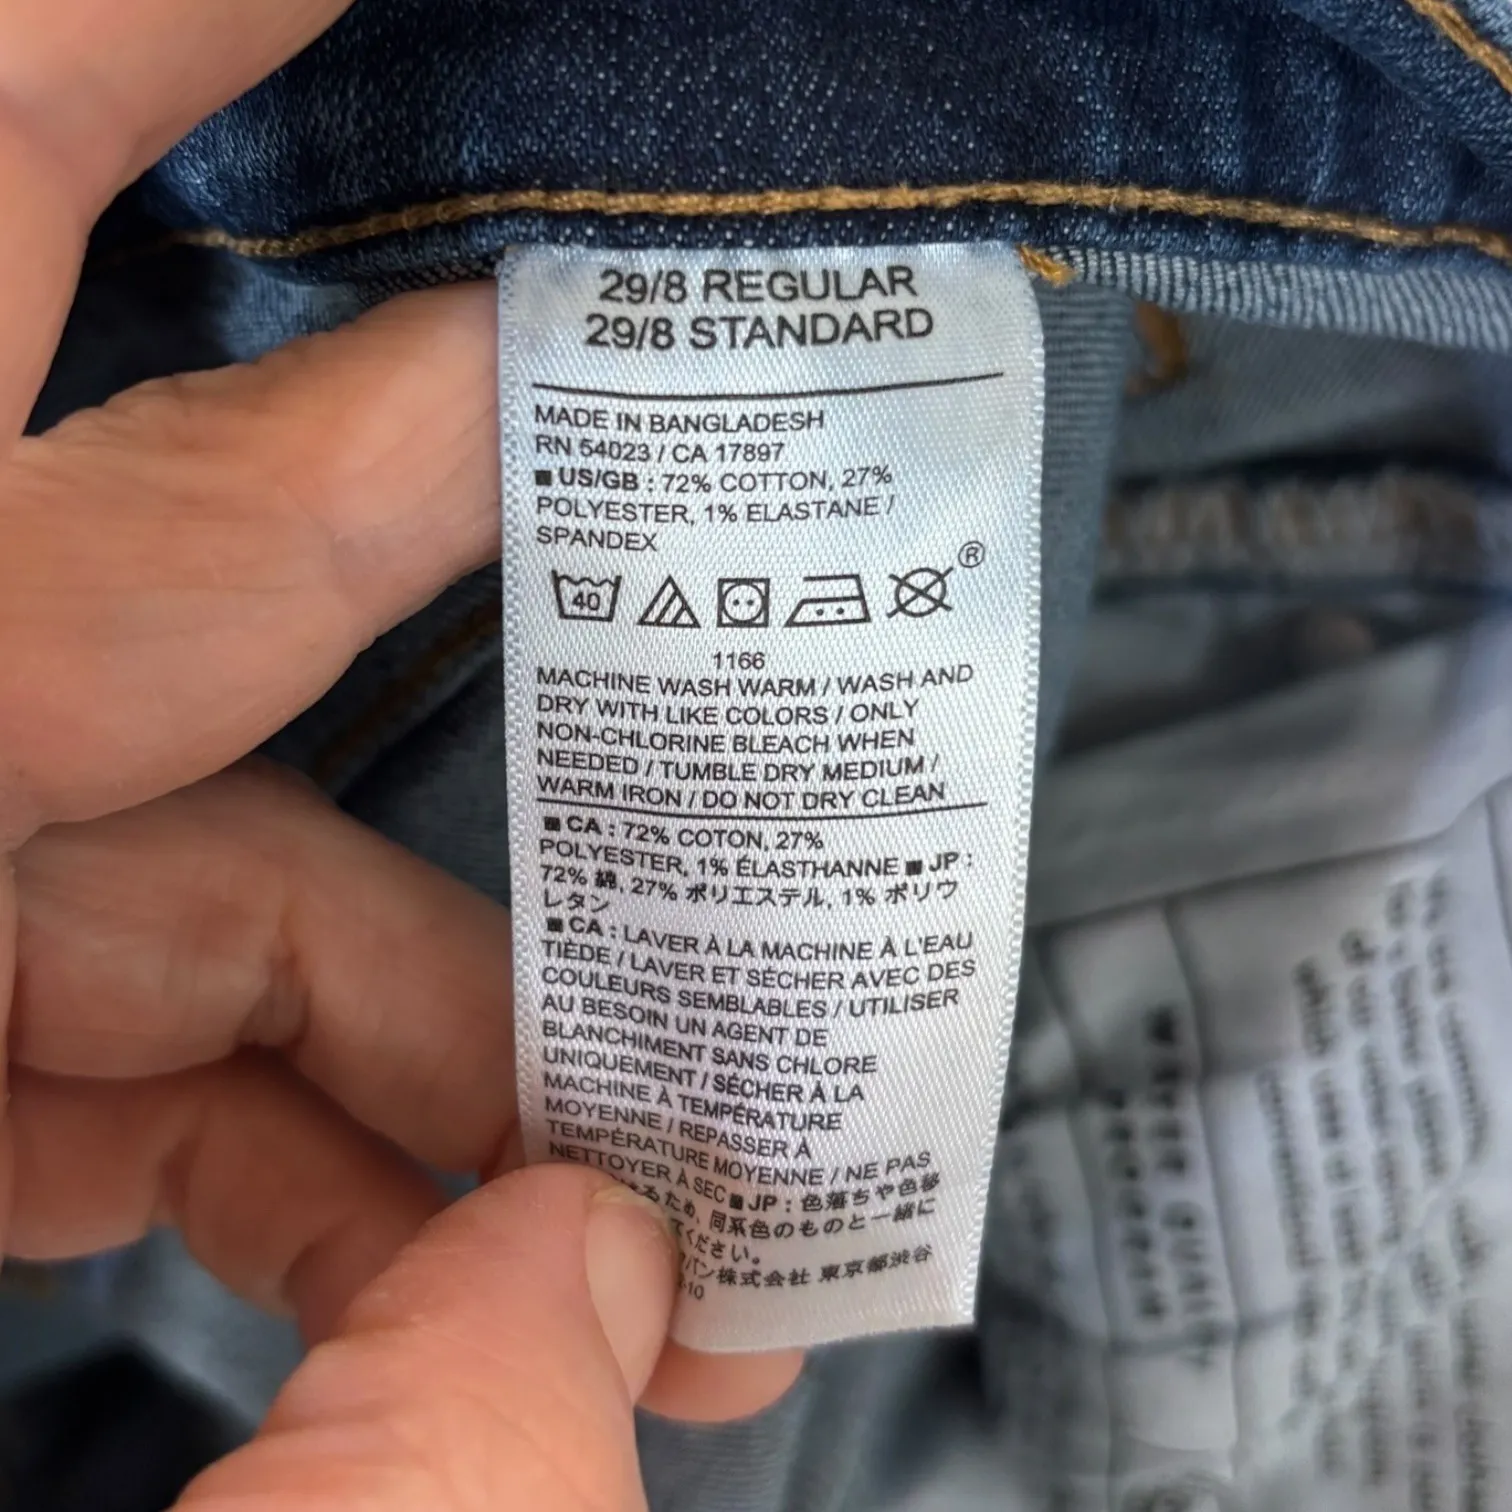 29/8 REGULAR
29/8 STANDARD
MADE IN BANGLADESH
RN 54023 / CA 17897
■ US/GB : 72% COTTON, 27%
POLYESTER, 1% ELASTANE /
SPANDEX
40
®
1166
MACHINE WASH WARM / WASH AND
DRY WITH LIKE COLORS / ONLY
NON-CHLORINE BLEACH WHEN
NEEDED / TUMBLE DRY MEDIUM /
WARM IRON / DO NOT DRY CLEAN
■ CA : 72% COTON, 27%
POLYESTER, 1% ÉLASTHANNE ■ JP :
72% 綿, 27% ポリエステル, 1% ポリウ
レタン
■ CA : LAVER À LA MACHINE À L'EAU
TIÈDE / LAVER ET SÉCHER AVEC DES
COULEURS SEMBLABLES / UTILISER
AU BESOIN UN AGENT DE
BLANCHIMENT SANS CHLORE
UNIQUEMENT / SÉCHER À LA
MACHINE À TEMPÉRATURE
MOYENNE / REPASSER À
TEMPÉRATURE MOYENNE / NE PAS
NETTOYER À SEC ■ JP : 色落ちや色移
けるため, 同系色のものと一緒に
ください。
パン株式会社 東京都渋谷
-10